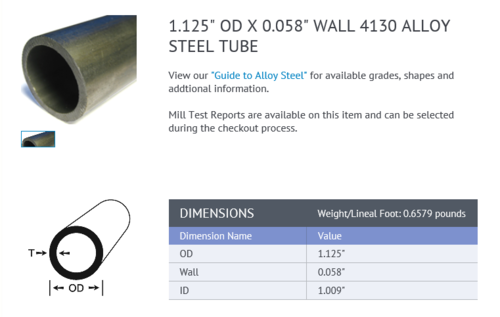 1.125" OD X 0.058" WALL 4130 ALLOY
STEEL TUBE
View our "Guide to Alloy Steel" for available grades, shapes and
addtional information.
Mill Test Reports are available on this item and can be selected
during the checkout process.
T
OD
DIMENSIONS Weight/Lineal Foot: 0.6579 pounds
Dimension Name Value
OD 1.125"
Wall 0.058"
ID 1.009"